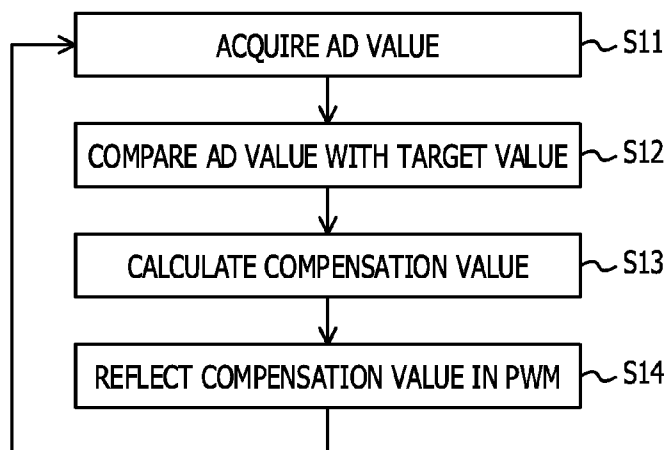 ACQUIRE AD VALUE S11
COMPARE AD VALUE WITH TARGET VALUE S12
CALCULATE COMPENSATION VALUE S13
REFLECT COMPENSATION VALUE IN PWM S14